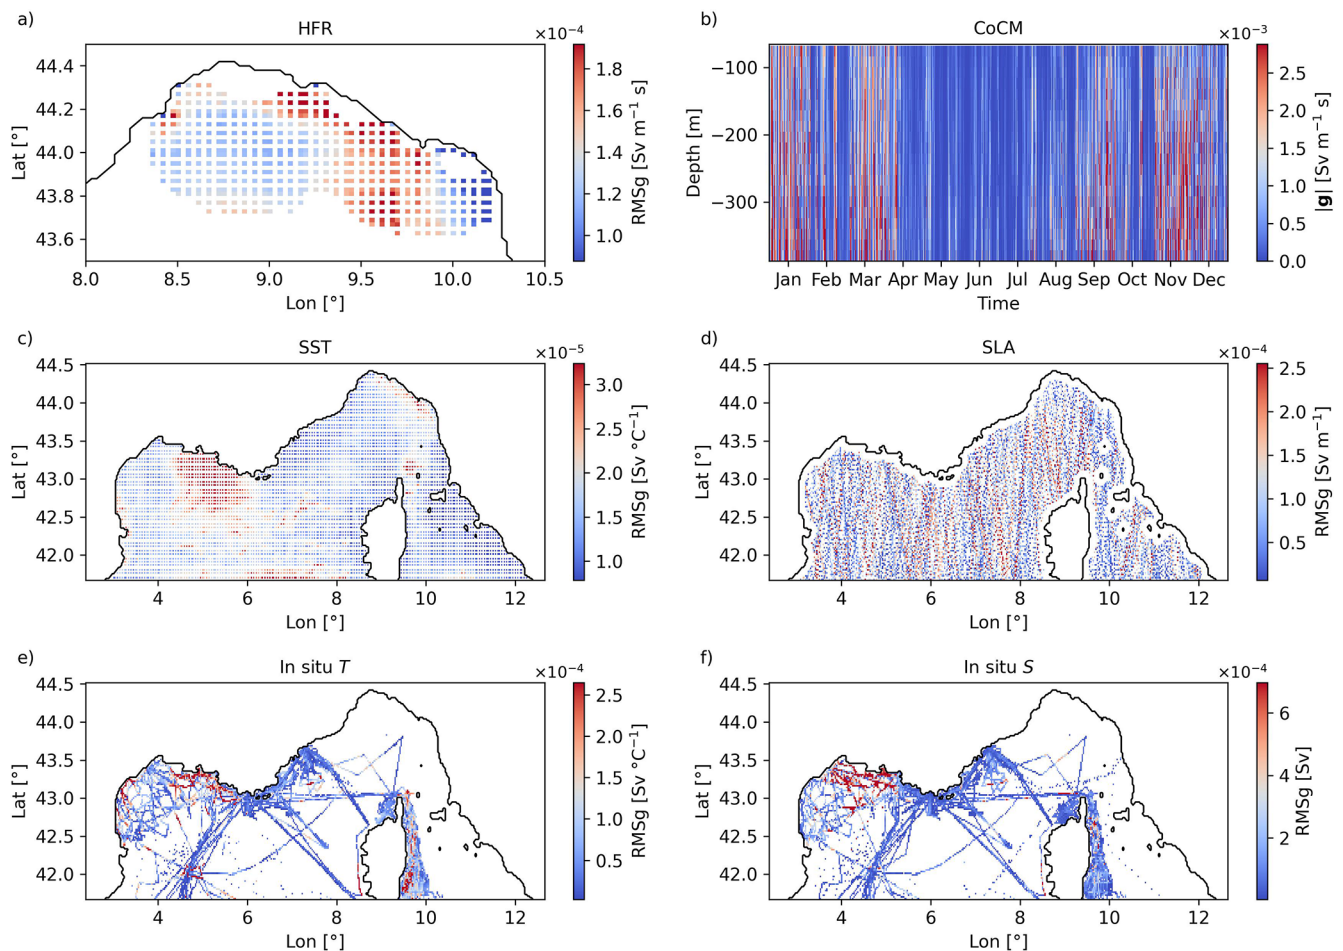 a)
HFR
×10⁻⁴
44.4
44.2
44.0
43.8
43.6
Lat [°]
8.0 8.5 9.0 9.5 10.0 10.5
Lon [°]
1.8
1.6
1.4
1.2
1.0
RMSg [Sv m⁻¹ s]
b)
CoCM
×10⁻³
−100
−200
−300
Depth [m]
Jan Feb Mar Apr May Jun Jul Aug Sep Oct Nov Dec
Time
2.5
2.0
1.5
1.0
0.5
0.0
|g| [Sv m⁻¹ s]
c)
SST
×10⁻⁵
44.5
44.0
43.5
43.0
42.5
42.0
Lat [°]
4 6 8 10 12
Lon [°]
3.0
2.5
2.0
1.5
1.0
RMSg [Sv °C⁻¹]
d)
SLA
×10⁻⁴
44.5
44.0
43.5
43.0
42.5
42.0
Lat [°]
4 6 8 10 12
Lon [°]
2.5
2.0
1.5
1.0
0.5
RMSg [Sv m⁻¹]
e)
In situ T
×10⁻⁴
44.5
44.0
43.5
43.0
42.5
42.0
Lat [°]
4 6 8 10 12
Lon [°]
2.5
2.0
1.5
1.0
0.5
RMSg [Sv °C⁻¹]
f)
In situ S
×10⁻⁴
44.5
44.0
43.5
43.0
42.5
42.0
Lat [°]
4 6 8 10 12
Lon [°]
6
4
2
RMSg [Sv]